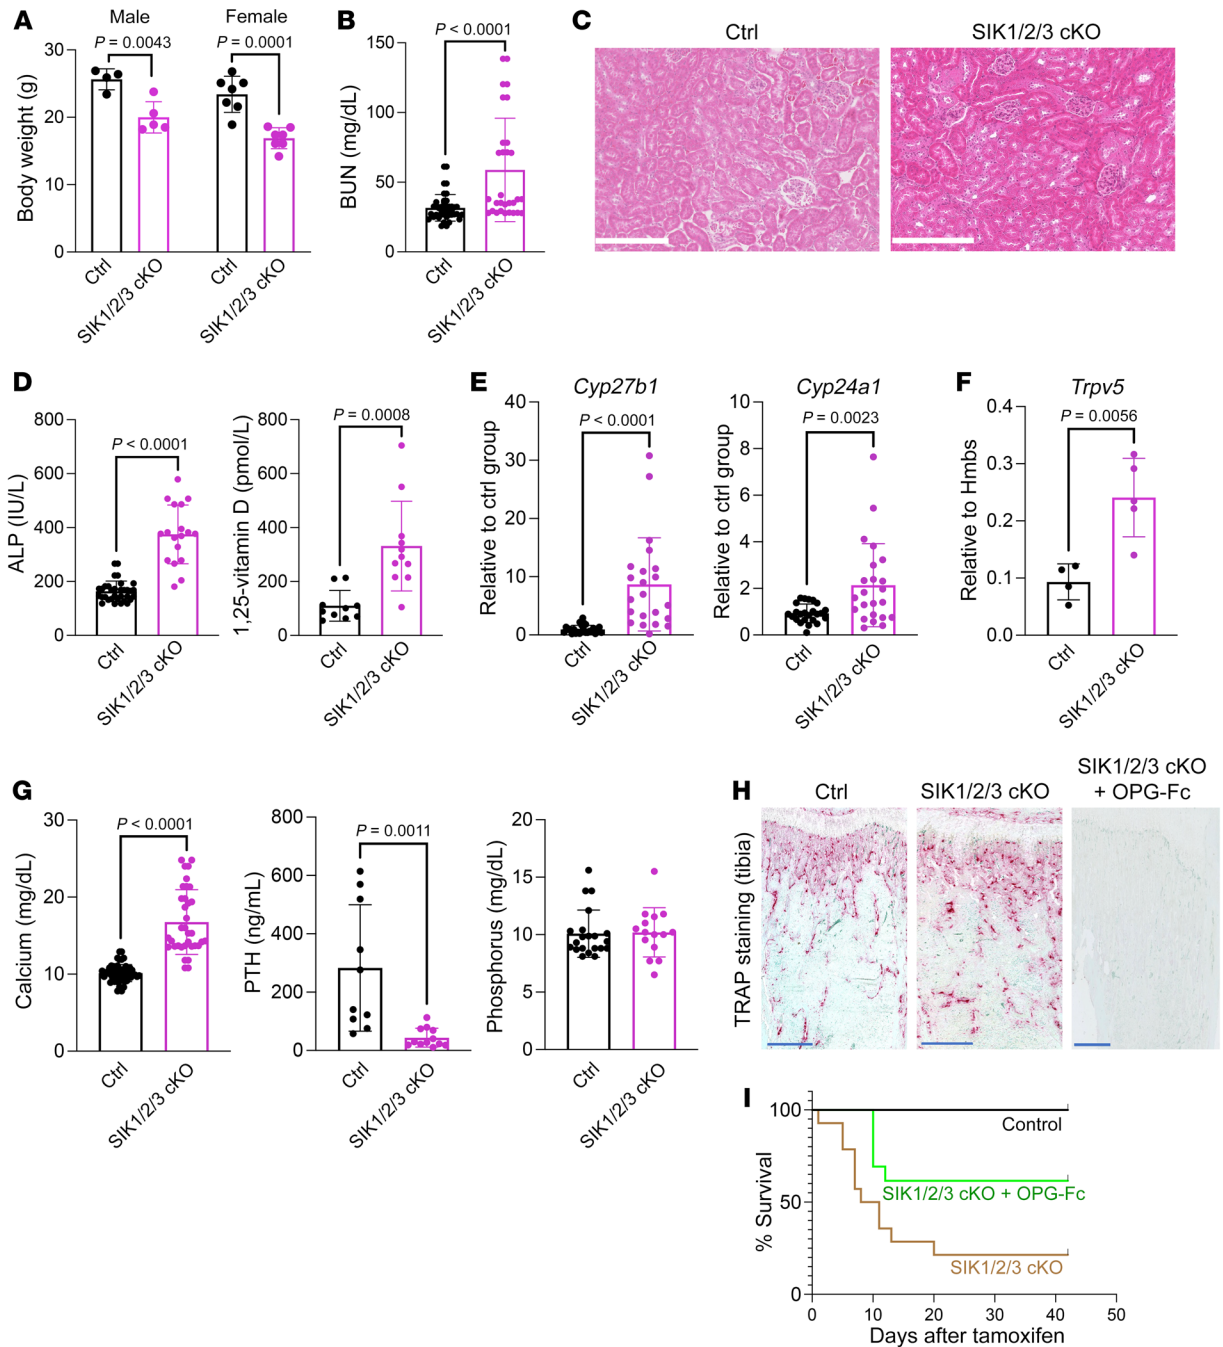 A
Male
Female
P = 0.0043
P = 0.0001
Body weight (g)
30
20
10
0
Ctrl
SIK1/2/3 cKO
Ctrl
SIK1/2/3 cKO
B
P < 0.0001
BUN (mg/dL)
150
100
50
0
Ctrl
SIK1/2/3 cKO
C
Ctrl
SIK1/2/3 cKO
D
P < 0.0001
ALP (IU/L)
800
600
400
200
0
Ctrl
SIK1/2/3 cKO
P = 0.0008
1,25-vitamin D (pmol/L)
800
600
400
200
0
Ctrl
SIK1/2/3 cKO
E
Cyp27b1
P < 0.0001
Relative to ctrl group
40
30
20
10
0
Ctrl
SIK1/2/3 cKO
Cyp24a1
P = 0.0023
Relative to ctrl group
10
8
6
4
2
0
Ctrl
SIK1/2/3 cKO
F
Trpv5
P = 0.0056
Relative to Hmbs
0.4
0.3
0.2
0.1
0.0
Ctrl
SIK1/2/3 cKO
G
P < 0.0001
Calcium (mg/dL)
30
20
10
0
Ctrl
SIK1/2/3 cKO
P = 0.0011
PTH (ng/mL)
800
600
400
200
0
Ctrl
SIK1/2/3 cKO
Phosphorus (mg/dL)
20
15
10
5
0
Ctrl
SIK1/2/3 cKO
H
Ctrl
SIK1/2/3 cKO
SIK1/2/3 cKO
+ OPG-Fc
TRAP staining (tibia)
I
% Survival
100
50
0
Control
SIK1/2/3 cKO + OPG-Fc
SIK1/2/3 cKO
0
10
20
30
40
50
Days after tamoxifen